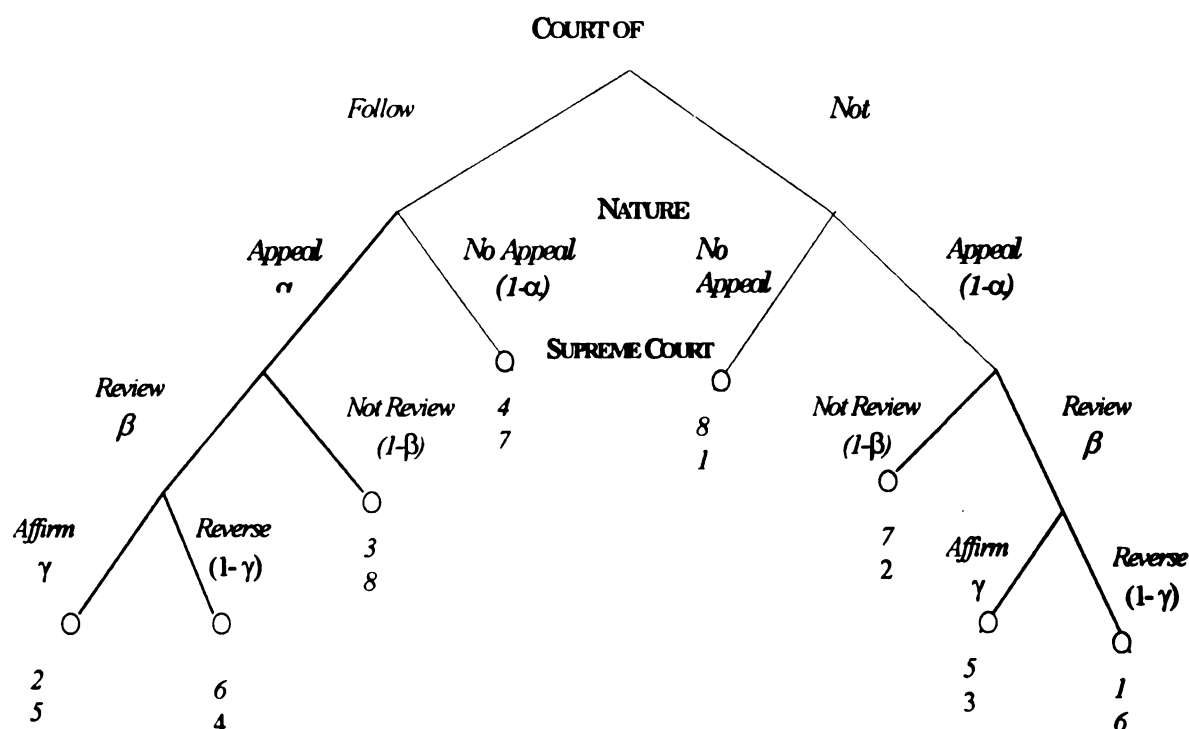 COURT OF
Follow
Not
NATURE
Appeal
No Appeal
(1-α)
No
Appeal
Appeal
(1-α)
SUPREME COURT
Review
β
Not Review
(1-β)
4
7
8
1
Not Review
(1-β)
Review
β
Affirm
γ
Reverse
(1-γ)
3
8
7
2
Affirm
γ
Reverse
(1-γ)
2
5
6
4
5
3
1
6